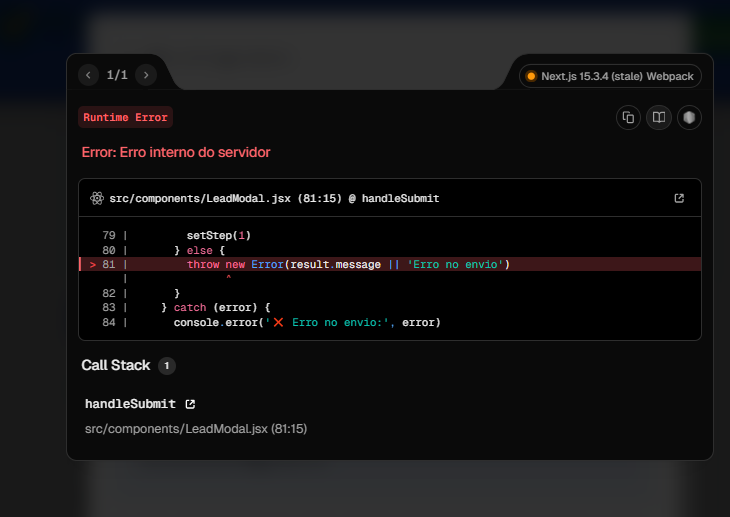 1/1
Next.js 15.3.4 (stale) Webpack
Runtime Error
Error: Erro interno do servidor
src/components/LeadModal.jsx (81:15) @ handleSubmit
79 | setStep(1)
80 | } else {
> 81 | throw new Error(result.message || 'Erro no envio')
| ^
82 | }
83 | } catch (error) {
84 | console.error('❌ Erro no envio:', error)
Call Stack 1
handleSubmit
src/components/LeadModal.jsx (81:15)